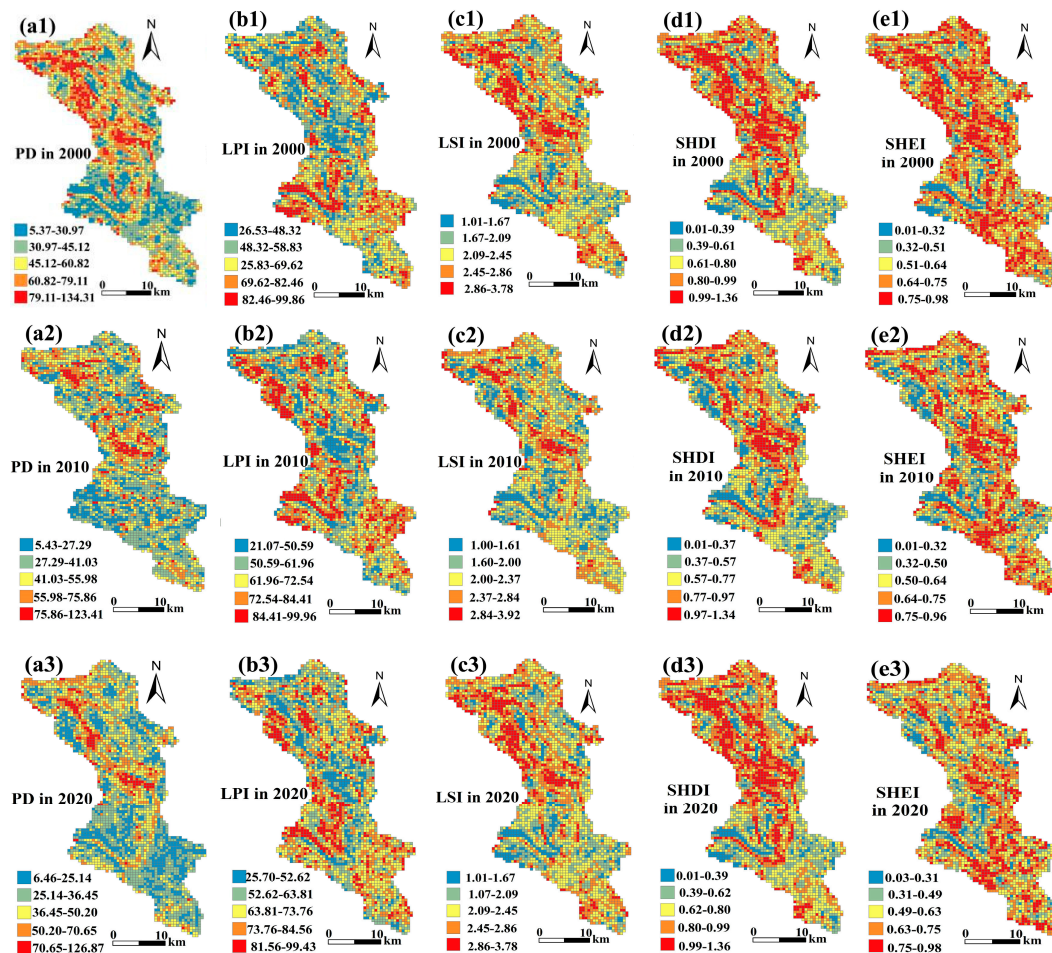 (a1)
N
PD in 2000
5.37-30.97
30.97-45.12
45.12-60.82
60.82-79.11
79.11-134.31
0 10
km
(b1)
N
LPI in 2000
26.53-48.32
48.32-58.83
25.83-69.62
69.62-82.46
82.46-99.86
0 10
km
(c1)
N
LSI in 2000
1.01-1.67
1.67-2.09
2.09-2.45
2.45-2.86
2.86-3.78
0 10
km
(d1)
N
SHDI
in 2000
0.01-0.39
0.39-0.61
0.61-0.80
0.80-0.99
0.99-1.36
0 10
km
(e1)
N
SHEI
in 2000
0.01-0.32
0.32-0.51
0.51-0.64
0.64-0.75
0.75-0.98
0 10
km
(a2)
N
PD in 2010
5.43-27.29
27.29-41.03
41.03-55.98
55.98-75.86
75.86-123.41
0 10
km
(b2)
N
LPI in 2010
21.07-50.59
50.59-61.96
61.96-72.54
72.54-84.41
84.41-99.96
0 10
km
(c2)
N
LSI in 2010
1.00-1.61
1.60-2.00
2.00-2.37
2.37-2.84
2.84-3.92
0 10
km
(d2)
N
SHDI
in 2010
0.01-0.37
0.37-0.57
0.57-0.77
0.77-0.97
0.97-1.34
0 10
km
(e2)
N
SHEI
in 2010
0.01-0.32
0.32-0.50
0.50-0.64
0.64-0.75
0.75-0.96
0 10
km
(a3)
N
PD in 2020
6.46-25.14
25.14-36.45
36.45-50.20
50.20-70.65
70.65-126.87
0 10
km
(b3)
N
LPI in 2020
25.70-52.62
52.62-63.81
63.81-73.76
73.76-84.56
81.56-99.43
0 10
km
(c3)
N
LSI in 2020
1.01-1.67
1.07-2.09
2.09-2.45
2.45-2.86
2.86-3.78
0 10
km
(d3)
N
SHDI
in 2020
0.01-0.39
0.39-0.62
0.62-0.80
0.80-0.99
0.99-1.36
0 10
km
(e3)
N
SHEI
in 2020
0.03-0.31
0.31-0.49
0.49-0.63
0.63-0.75
0.75-0.98
0 10
km